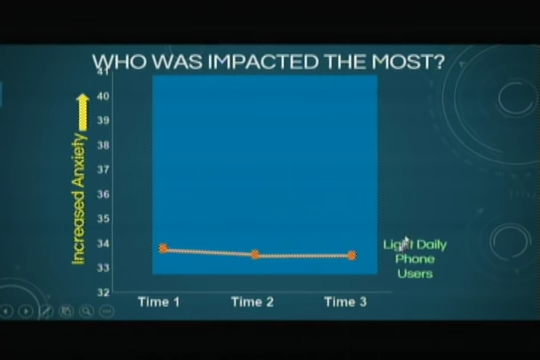 WHO WAS IMPACTED THE MOST?
41
40
39
38
37
36
35
34
33
32
Increased Anxiety
Time 1 Time 2 Time 3
Light Daily
Phone
Users